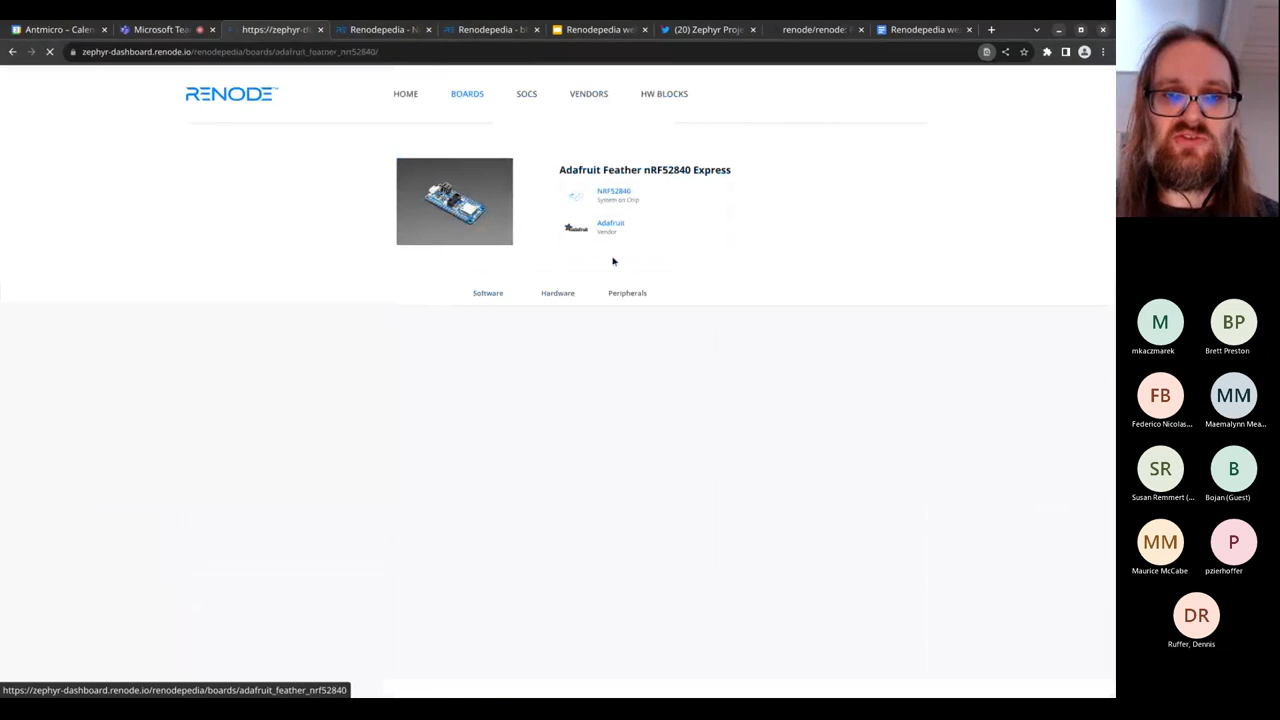 Antmicro – Calen
Microsoft Tea
https://zephyr-d
Renodepedia - N
Renodepedia - b
Renodepedia we
(20) Zephyr Proj
renode/renode: 
Renodepedia we
zephyr-dashboard.renode.io/renodepedia/boards/adafruit_feather_nrf52840/
RENODE™
HOME
BOARDS
SOCS
VENDORS
HW BLOCKS
Adafruit Feather nRF52840 Express
NRF52840
System on Chip
adafruit
Adafruit
Vendor
Software
Hardware
Peripherals
https://zephyr-dashboard.renode.io/renodepedia/boards/adafruit_feather_nrf52840
M
mkaczmarek
BP
Brett Preston
FB
Federico Nicolas...
MM
Maemalynn Mea...
SR
Susan Remmert (...
B
Bojan (Guest)
MM
Maurice McCabe
P
pzierhoffer
DR
Ruffer, Dennis